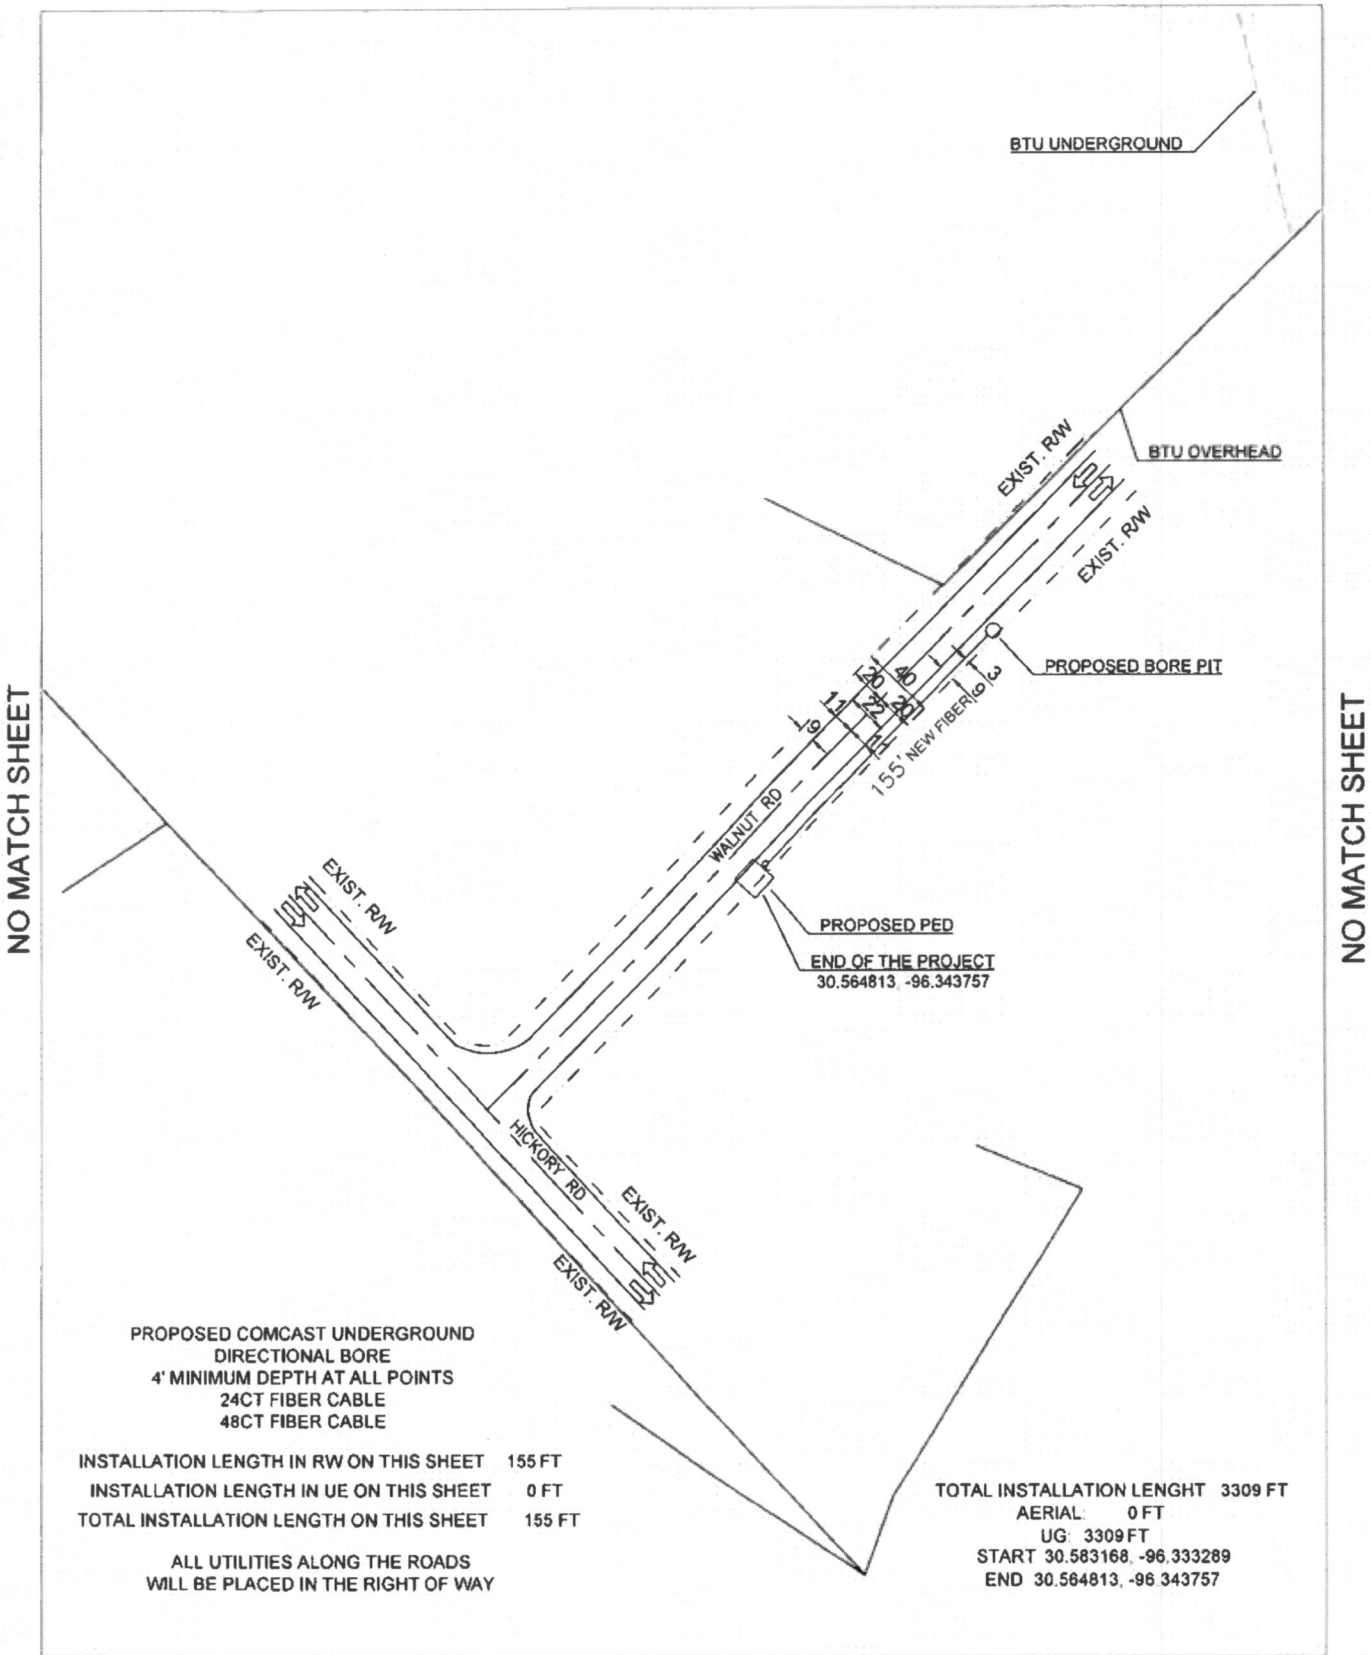 BTU UNDERGROUND
EXIST. R/W
BTU OVERHEAD
EXIST. R/W
PROPOSED BORE PIT
20
40
11
22
20
9
11
9
3
155' NEW FIBER
WALNUT RD
NO MATCH SHEET
NO MATCH SHEET
EXIST. R/W
EXIST. R/W
PROPOSED PED
END OF THE PROJECT
30.564813, -96.343757
HICKORY RD
EXIST. R/W
EXIST. R/W
PROPOSED COMCAST UNDERGROUND
DIRECTIONAL BORE
4' MINIMUM DEPTH AT ALL POINTS
24CT FIBER CABLE
48CT FIBER CABLE
INSTALLATION LENGTH IN RW ON THIS SHEET 155 FT
INSTALLATION LENGTH IN UE ON THIS SHEET 0 FT
TOTAL INSTALLATION LENGTH ON THIS SHEET 155 FT
ALL UTILITIES ALONG THE ROADS
WILL BE PLACED IN THE RIGHT OF WAY
TOTAL INSTALLATION LENGHT 3309 FT
AERIAL: 0 FT
UG: 3309 FT
START 30.583168, -96.333289
END 30.564813, -96.343757